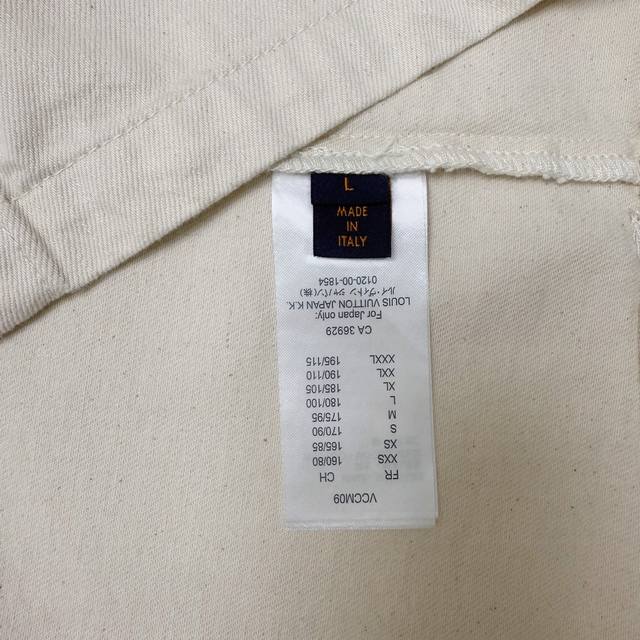 L
MADE
IN
ITALY
VCCM09
FR CH
XXS 160/80
XS 165/85
S 170/90
M 175/95
L 180/100
XL 185/105
XXL 190/110
XXXL 195/115
CA 36929
For Japan only:
LOUIS VUITTON JAPAN K.K.
ルイ・ヴィトン ジャパン(株)
0120-00-1854